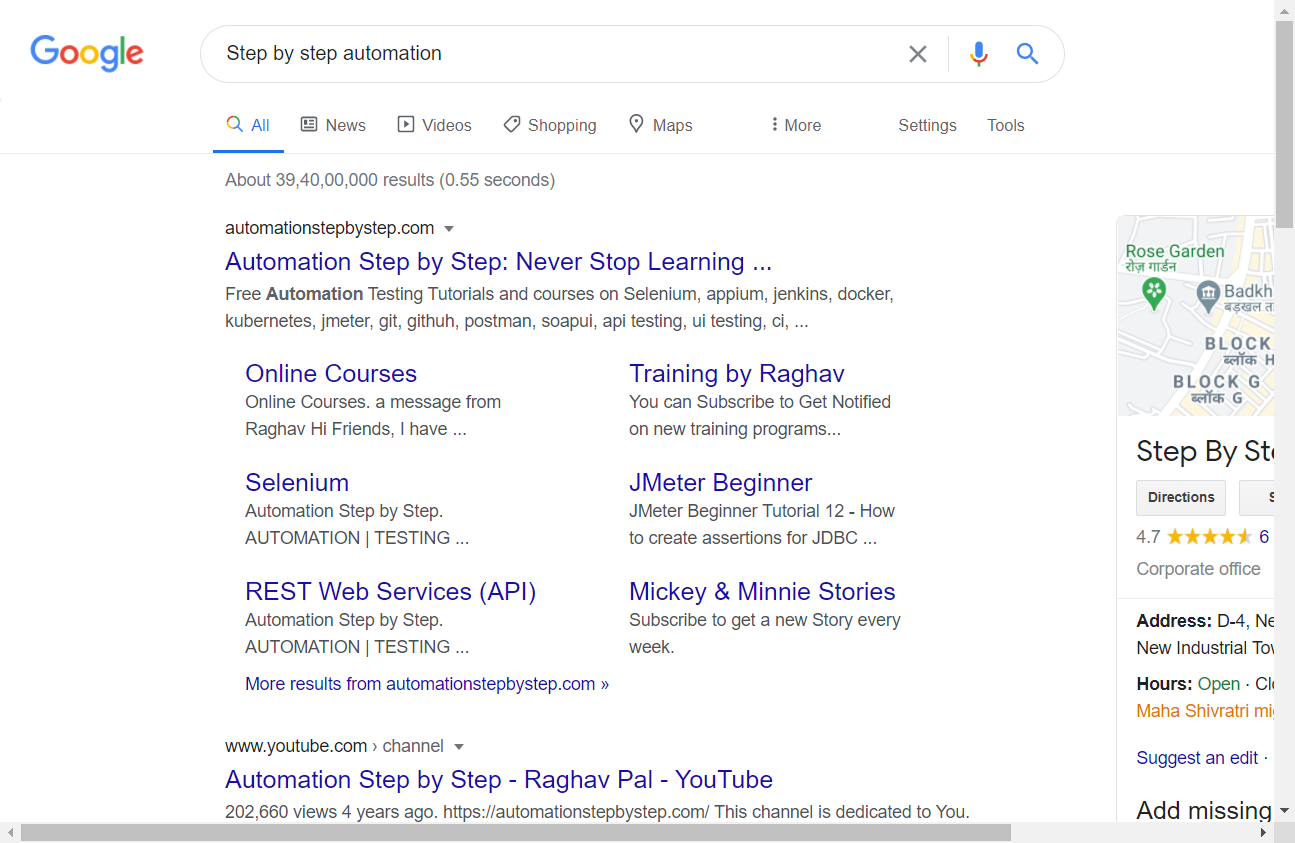 Google
Step by step automation
All News Videos Shopping Maps More Settings Tools
About 39,40,00,000 results (0.55 seconds)
automationstepbystep.com
Automation Step by Step: Never Stop Learning ...
Free Automation Testing Tutorials and courses on Selenium, appium, jenkins, docker,
kubernetes, jmeter, git, githuh, postman, soapui, api testing, ui testing, ci, ...
Online Courses
Online Courses. a message from
Raghav Hi Friends, I have ...
Training by Raghav
You can Subscribe to Get Notified
on new training programs...
Selenium
Automation Step by Step.
AUTOMATION | TESTING ...
JMeter Beginner
JMeter Beginner Tutorial 12 - How
to create assertions for JDBC ...
REST Web Services (API)
Automation Step by Step.
AUTOMATION | TESTING ...
Mickey & Minnie Stories
Subscribe to get a new Story every
week.
More results from automationstepbystep.com »
www.youtube.com › channel
Automation Step by Step - Raghav Pal - YouTube
202,660 views 4 years ago. https://automationstepbystep.com/ This channel is dedicated to You.
Rose Garden
रोज़ गार्डन
Badkh
बड़खल त
BLOCK
ब्लॉक H
BLOCK G
ब्लॉक G
Step By Ste
Directions S
4.7 6
Corporate office
Address: D-4, Ne
New Industrial Tow
Hours: Open · Clo
Maha Shivratri mig
Suggest an edit ·
Add missing